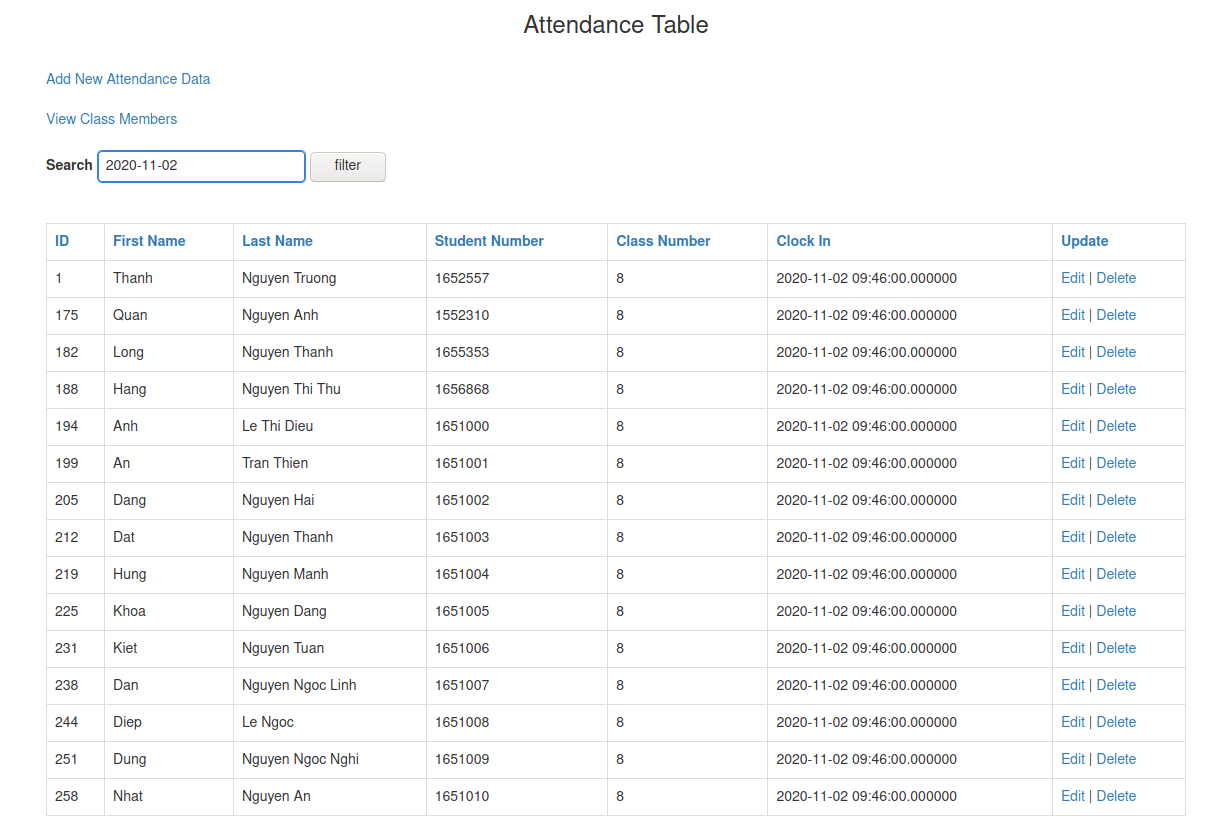 Attendance Table
Add New Attendance Data
View Class Members
Search 2020-11-02 filter
ID First Name Last Name Student Number Class Number Clock In Update
1 Thanh Nguyen Truong 1652557 8 2020-11-02 09:46:00.000000 Edit | Delete
175 Quan Nguyen Anh 1552310 8 2020-11-02 09:46:00.000000 Edit | Delete
182 Long Nguyen Thanh 1655353 8 2020-11-02 09:46:00.000000 Edit | Delete
188 Hang Nguyen Thi Thu 1656868 8 2020-11-02 09:46:00.000000 Edit | Delete
194 Anh Le Thi Dieu 1651000 8 2020-11-02 09:46:00.000000 Edit | Delete
199 An Tran Thien 1651001 8 2020-11-02 09:46:00.000000 Edit | Delete
205 Dang Nguyen Hai 1651002 8 2020-11-02 09:46:00.000000 Edit | Delete
212 Dat Nguyen Thanh 1651003 8 2020-11-02 09:46:00.000000 Edit | Delete
219 Hung Nguyen Manh 1651004 8 2020-11-02 09:46:00.000000 Edit | Delete
225 Khoa Nguyen Dang 1651005 8 2020-11-02 09:46:00.000000 Edit | Delete
231 Kiet Nguyen Tuan 1651006 8 2020-11-02 09:46:00.000000 Edit | Delete
238 Dan Nguyen Ngoc Linh 1651007 8 2020-11-02 09:46:00.000000 Edit | Delete
244 Diep Le Ngoc 1651008 8 2020-11-02 09:46:00.000000 Edit | Delete
251 Dung Nguyen Ngoc Nghi 1651009 8 2020-11-02 09:46:00.000000 Edit | Delete
258 Nhat Nguyen An 1651010 8 2020-11-02 09:46:00.000000 Edit | Delete